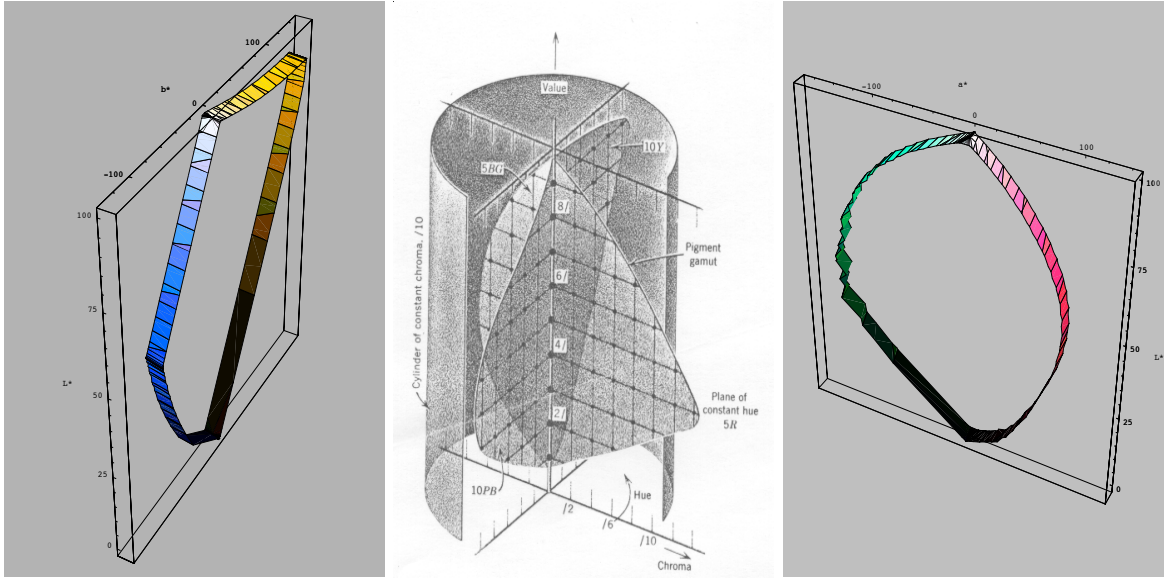 100
b*
0
-100
100
75
L*
50
25
0
Value
10Y
5BG
8/
6/
4/
2/
Pigment
gamut
Cylinder of constant chroma, /10
Plane of
constant hue
5R
10PB
Hue
/2
/6
/10
Chroma
a*
-100
0
100
100
75
50
L*
25
0